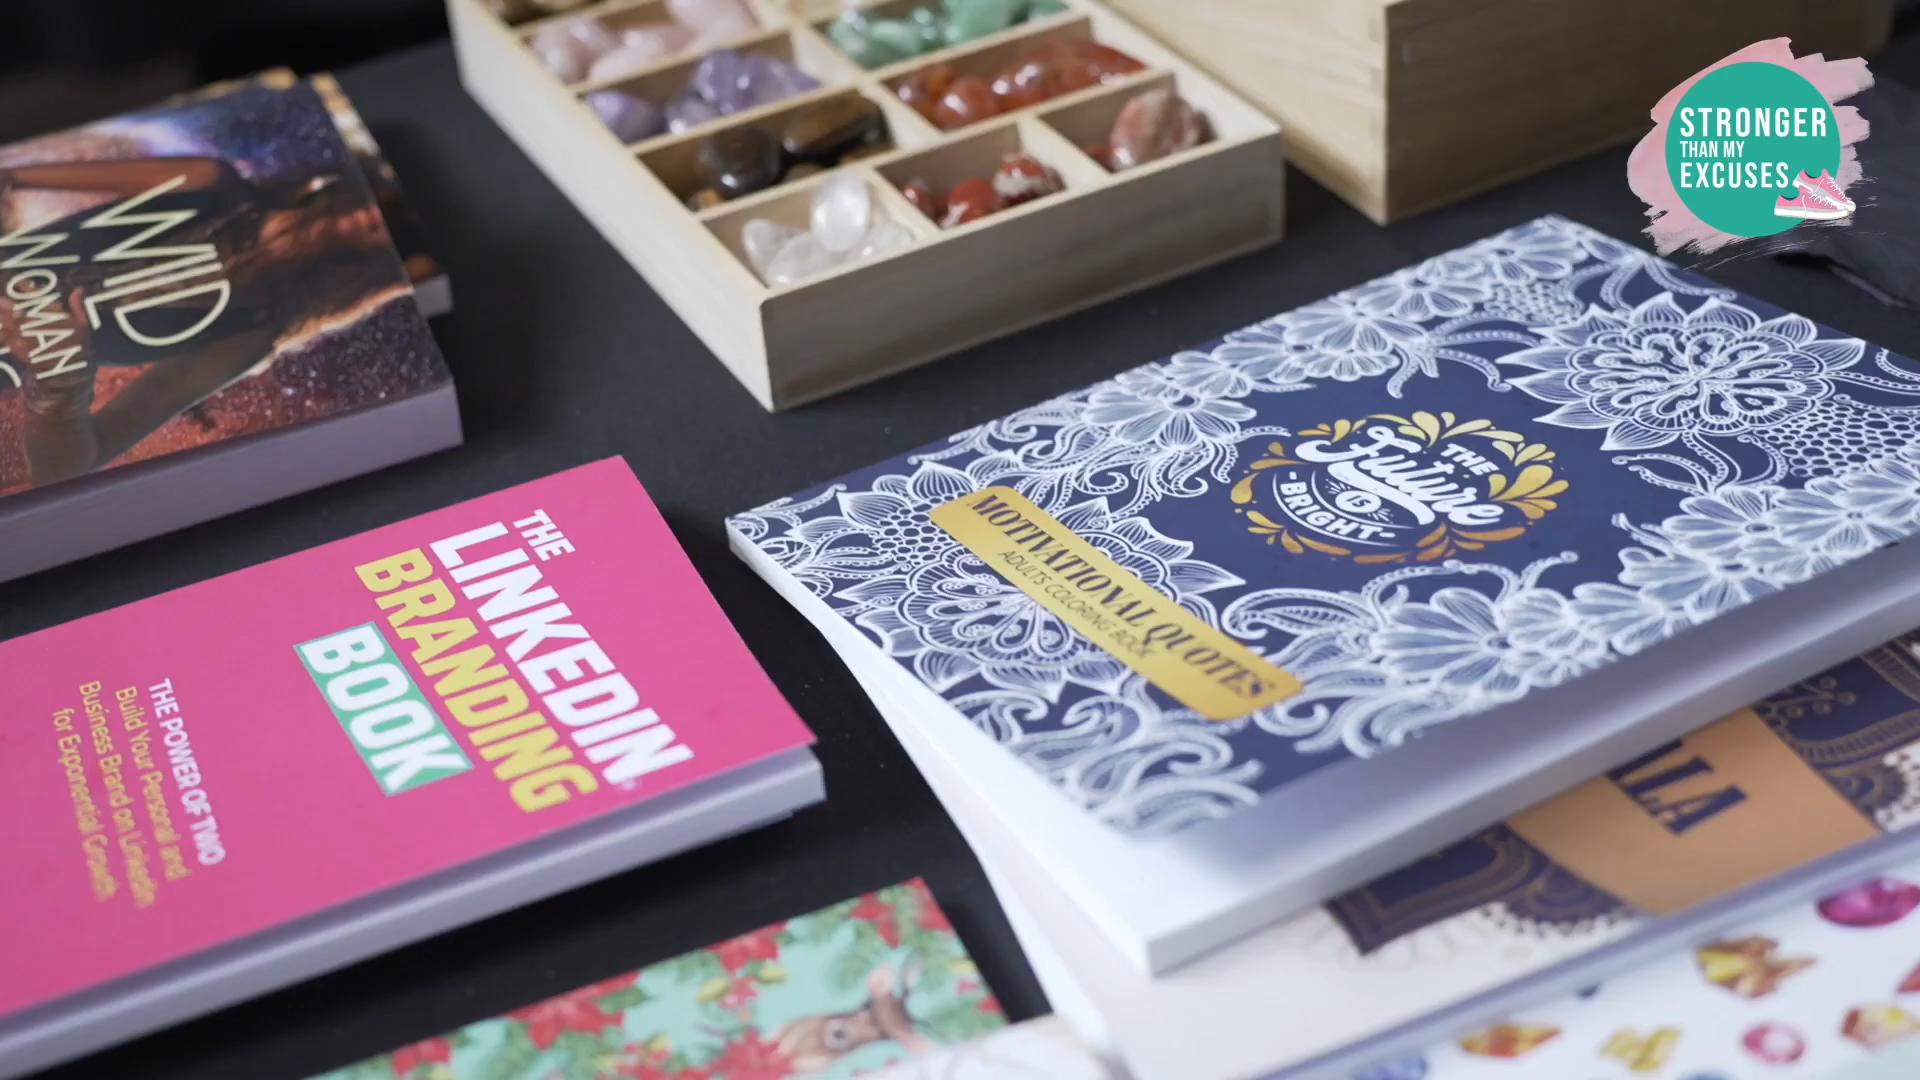 STRONGER
THAN MY
EXCUSES
WILD
WOMAN
THE
LINKEDIN
BRANDING
BOOK
THE POWER OF TWO
Build Your Personal and
Business Brand on LinkedIn
for Exponential Growth
THE
Future
IS
BRIGHT
MOTIVATIONAL QUOTES
ADULTS COLORING BOOK